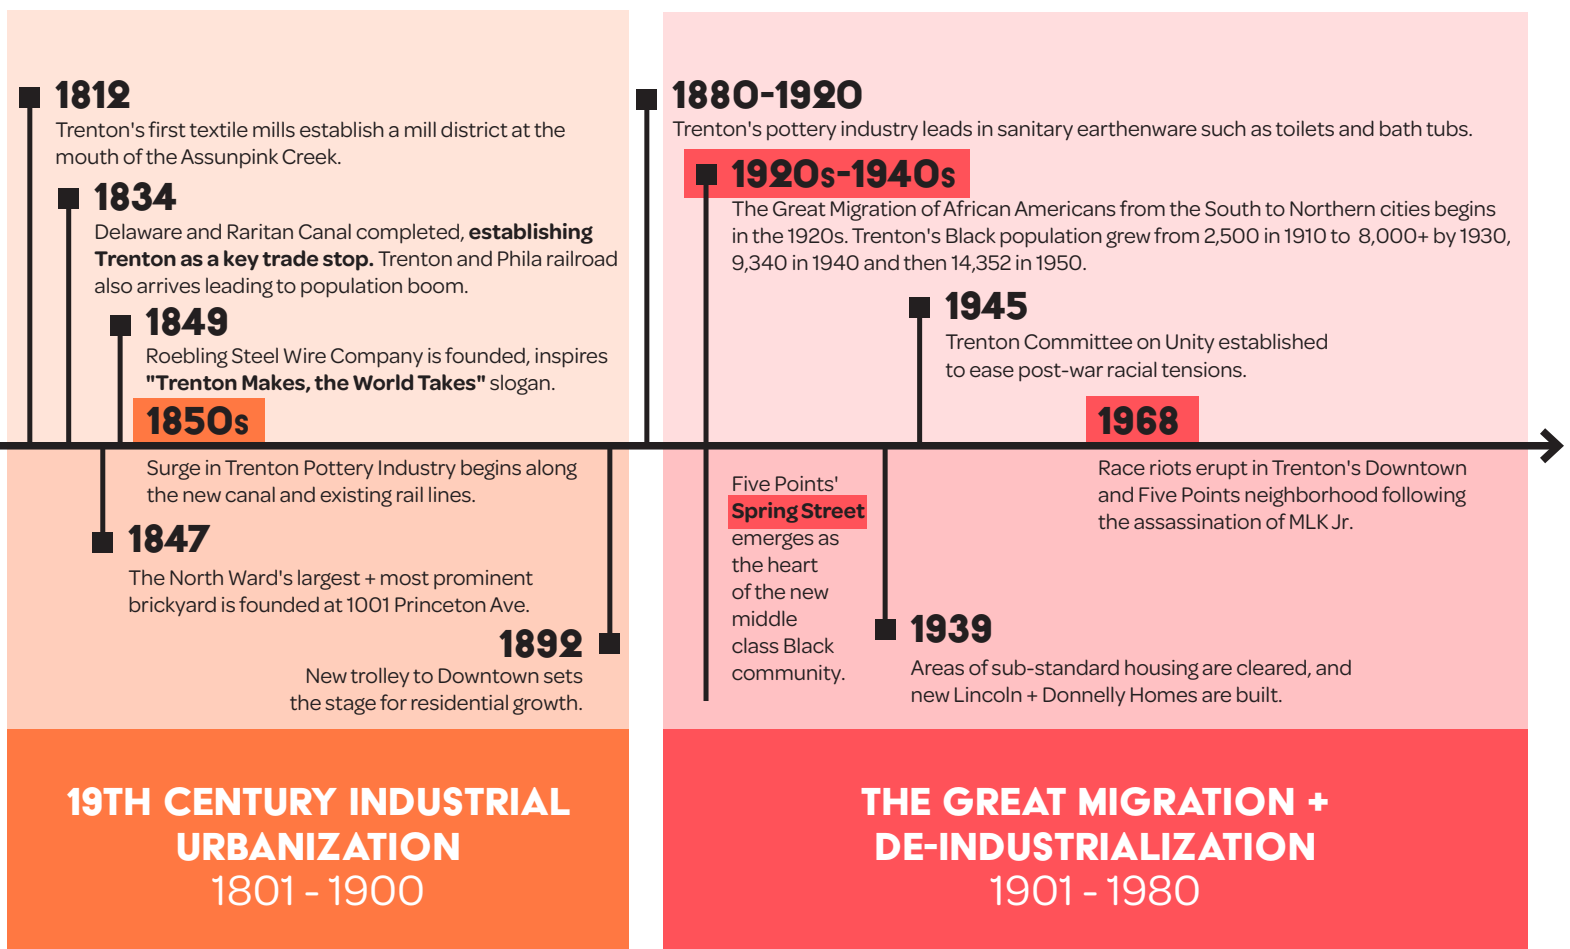 1812
Trenton's first textile mills establish a mill district at the
mouth of the Assunpink Creek.
1834
Delaware and Raritan Canal completed, establishing
Trenton as a key trade stop. Trenton and Phila railroad
also arrives leading to population boom.
1849
Roebling Steel Wire Company is founded, inspires
"Trenton Makes, the World Takes" slogan.
1850s
Surge in Trenton Pottery Industry begins along
the new canal and existing rail lines.
1847
The North Ward's largest + most prominent
brickyard is founded at 1001 Princeton Ave.
1892
New trolley to Downtown sets
the stage for residential growth.
19TH CENTURY INDUSTRIAL
URBANIZATION
1801 - 1900
1880-1920
Trenton's pottery industry leads in sanitary earthenware such as toilets and bath tubs.
1920s-1940s
The Great Migration of African Americans from the South to Northern cities begins
in the 1920s. Trenton's Black population grew from 2,500 in 1910 to 8,000+ by 1930,
9,340 in 1940 and then 14,352 in 1950.
1945
Trenton Committee on Unity established
to ease post-war racial tensions.
1968
Race riots erupt in Trenton's Downtown
and Five Points neighborhood following
the assassination of MLK Jr.
Five Points'
Spring Street
emerges as
the heart
of the new
middle
class Black
community.
1939
Areas of sub-standard housing are cleared, and
new Lincoln + Donnelly Homes are built.
THE GREAT MIGRATION +
DE-INDUSTRIALIZATION
1901 - 1980